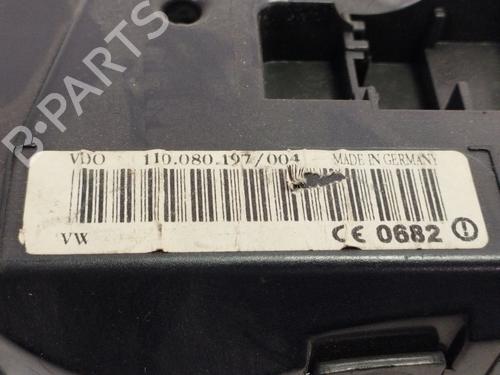 VDO 110.080.197/004 MADE IN GERMANY
VW CE 0682
B-PARTS